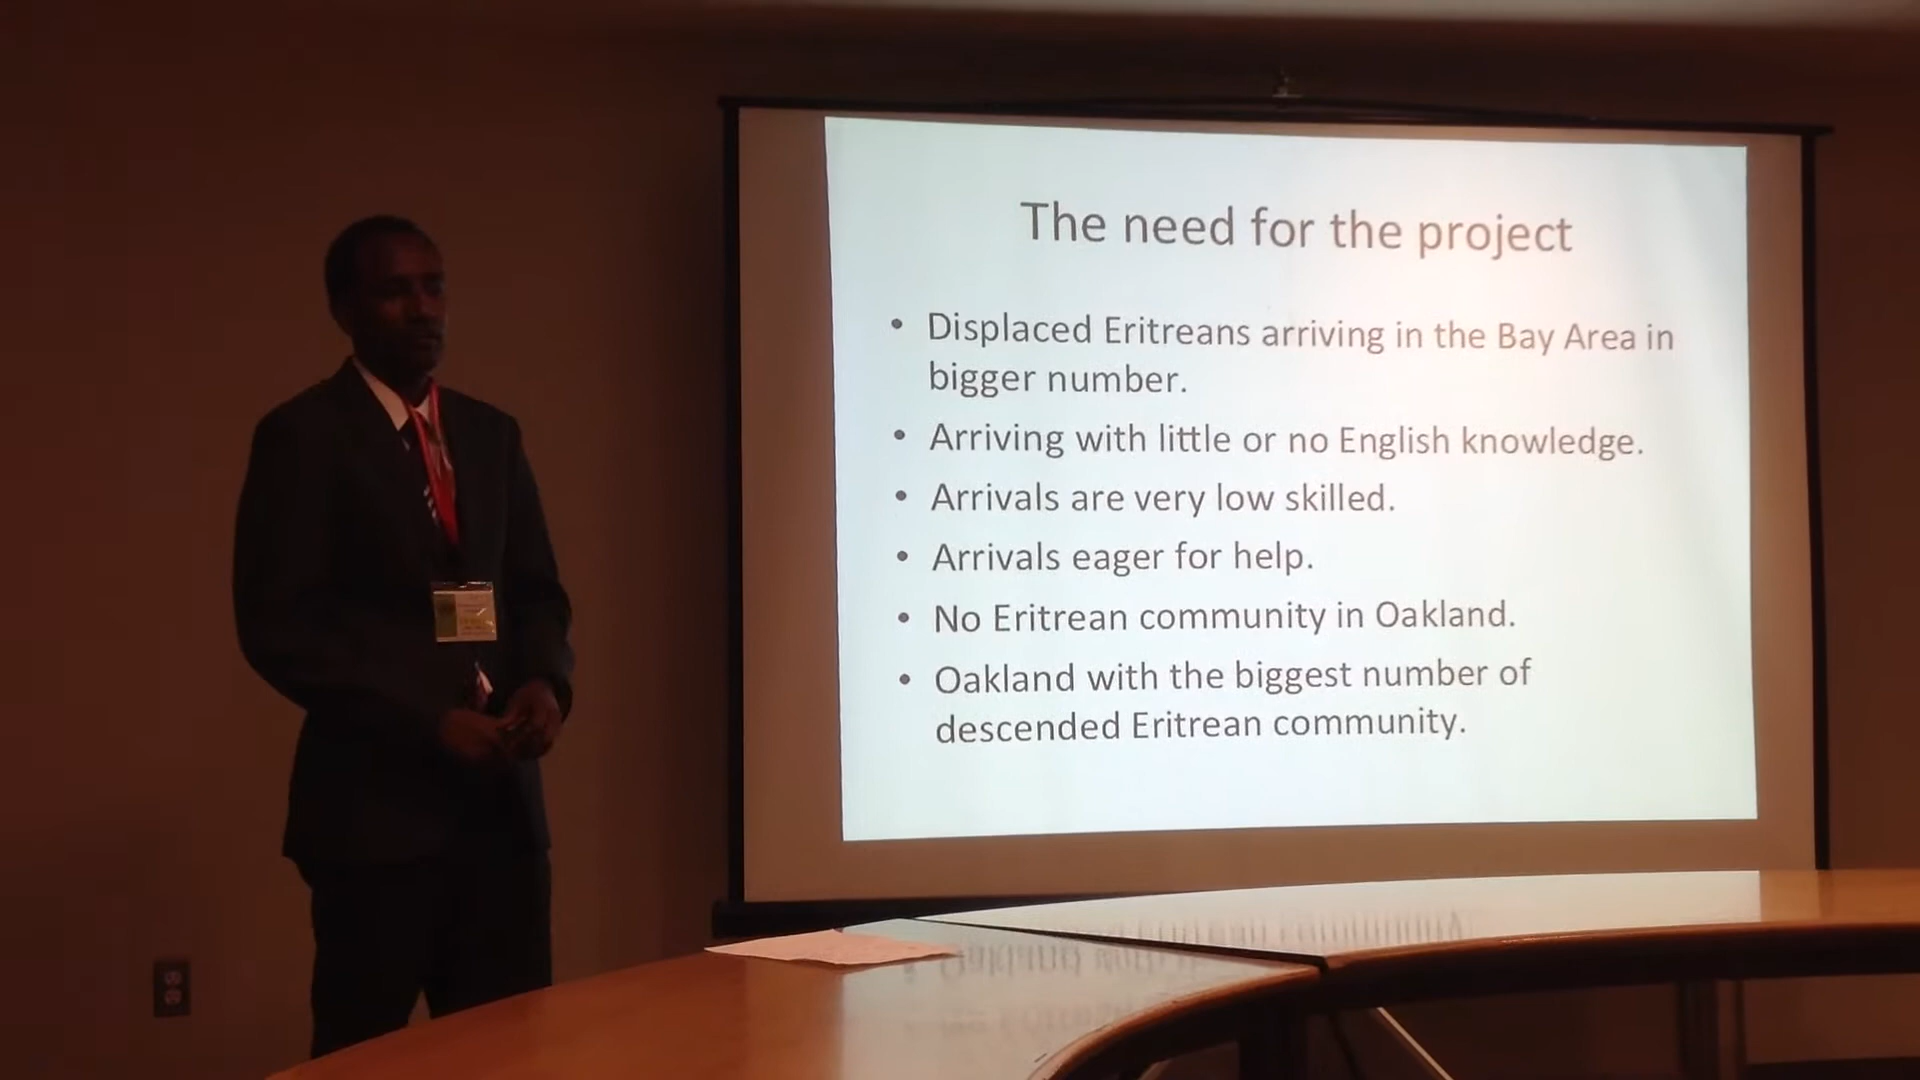 The need for the project
• Displaced Eritreans arriving in the Bay Area in
bigger number.
• Arriving with little or no English knowledge.
• Arrivals are very low skilled.
• Arrivals eager for help.
• No Eritrean community in Oakland.
• Oakland with the biggest number of
descended Eritrean community.